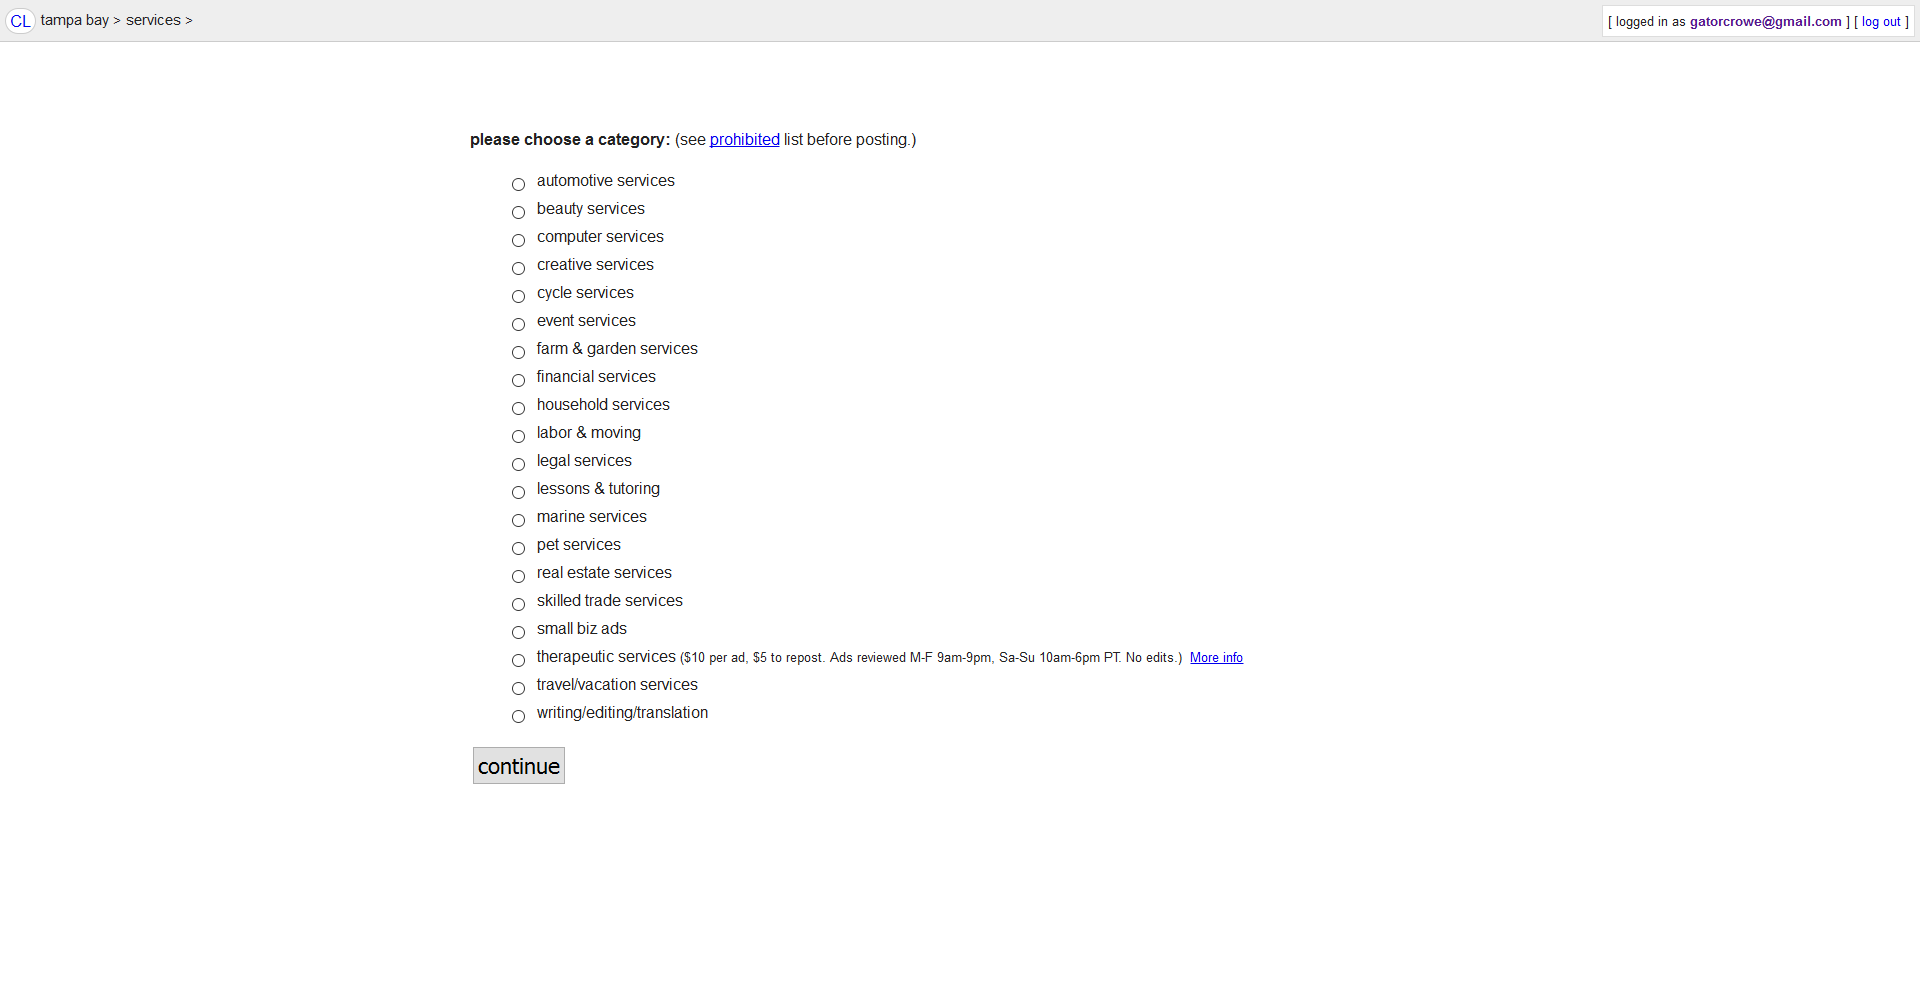 CL tampa bay > services > [ logged in as gatorcrowe@gmail.com ] [ log out ]
please choose a category: (see prohibited list before posting.)
automotive services
beauty services
computer services
creative services
cycle services
event services
farm & garden services
financial services
household services
labor & moving
legal services
lessons & tutoring
marine services
pet services
real estate services
skilled trade services
small biz ads
therapeutic services ($10 per ad, $5 to repost. Ads reviewed M-F 9am-9pm, Sa-Su 10am-6pm PT. No edits.) More info
travel/vacation services
writing/editing/translation
continue